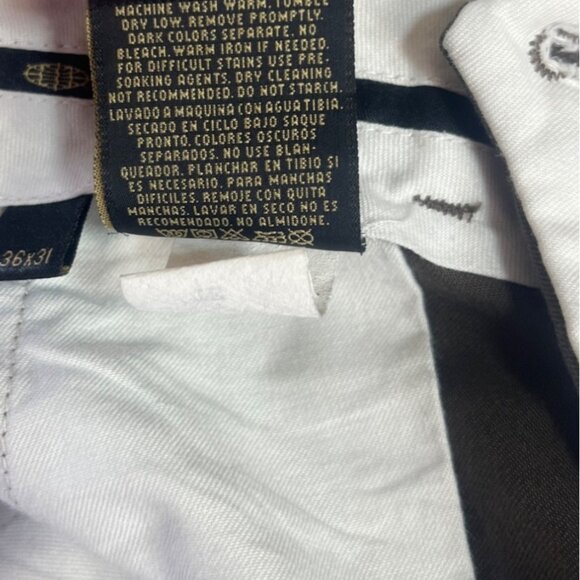 MACHINE WASH WARM. TUMBLE
DRY LOW. REMOVE PROMPTLY.
DARK COLORS SEPARATE, NO
BLEACH. WARM IRON IF NEEDED.
FOR DIFFICULT STAINS USE PRE-
SOAKING AGENTS. DRY CLEANING
NOT RECOMMENDED. DO NOT STARCH.
LAVADO A MAQUINA CON AGUA TIBIA.
SECADO EN CICLO BAJO SAQUE
PRONTO. COLORES OSCUROS
SEPARADOS. NO USE BLAN-
QUEADOR. PLANCHAR EN TIBIO SI
ES NECESARIO. PARA MANCHAS
DIFICILES. REMOJE CON QUITA
MANCHAS. LAVAR EN SECO NO ES
RECOMENDADO. NO ALMIDONE.
36X31